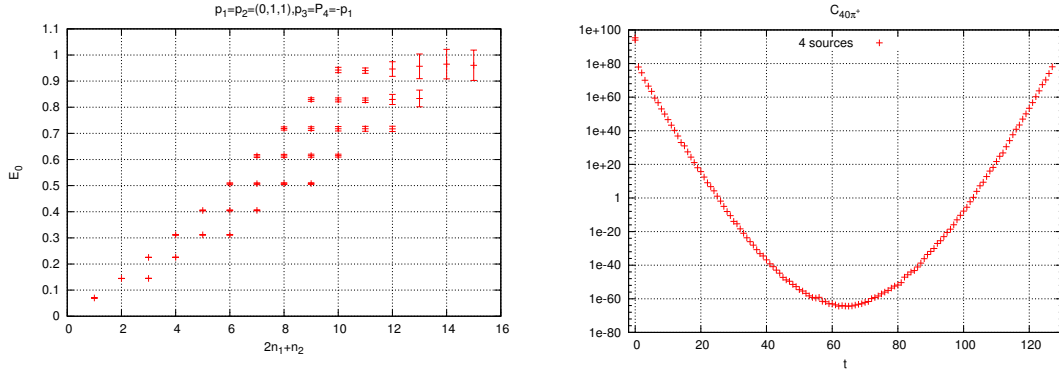 p₁=p₂=(0,1,1),p₃=P₄=-p₁
E₀
1.1
1
0.9
0.8
0.7
0.6
0.5
0.4
0.3
0.2
0.1
0
0 2 4 6 8 10 12 14 16
2n₁+n₂
C₄₀π⁺
4 sources
1e+100
1e+80
1e+60
1e+40
1e+20
1
1e-20
1e-40
1e-60
1e-80
0 20 40 60 80 100 120
t